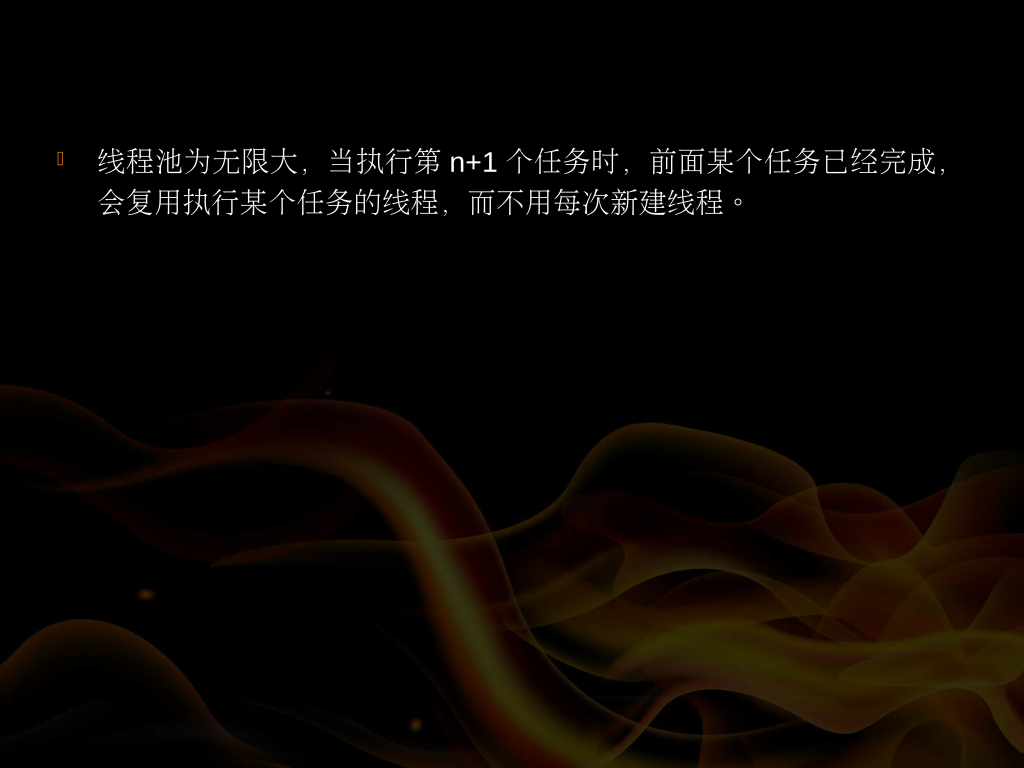 线程池为无限大，当执行第 n+1 个任务时，前面某个任务已经完成，
会复用执行某个任务的线程，而不用每次新建线程。